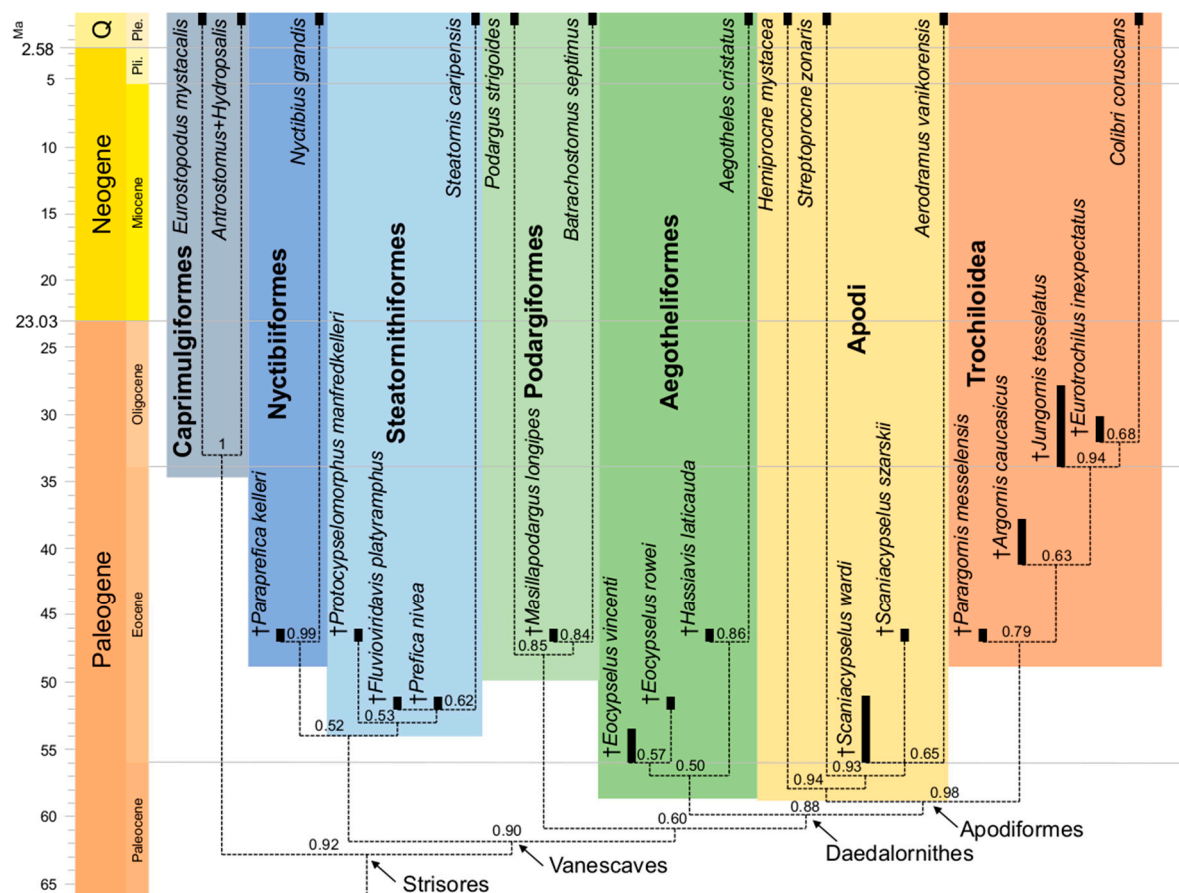 Ma
2.58
5
10
15
20
23.03
25
30
35
40
45
50
55
60
65
Q
Neogene
Paleogene
Ple.
Pli.
Miocene
Oligocene
Eocene
Paleocene
Eurostopodus mystacalis
Antrostomus+Hydropsalis
Caprimulgiformes
1
Nyctibius grandis
Nyctibiiformes
†Paraprefica kelleri
0.99
Steatornis caripensis
Steatornithiformes
†Protocypselomorphus manfredkelleri
†Fluvioviridavis platyramphus
†Prefica nivea
0.62
0.53
0.52
Podargus strigoides
Batrachostomus septimus
Podargiformes
†Masillapodargus longipes
0.84
0.85
Aegotheles cristatus
Aegotheliformes
†Eocypselus vincenti
†Eocypselus rowei
†Hassiavis laticauda
0.86
0.57
0.50
Hemiprocne mystacea
Streptoprocne zonaris
Aerodramus vanikorensis
Apodi
†Scaniacypselus wardi
†Scaniacypselus szarskii
0.65
0.93
0.94
Colibri coruscans
Trochiloidea
†Parargornis messelensis
†Argornis caucasicus
†Jungornis tesselatus
†Eurotrochilus inexpectatus
0.68
0.94
0.63
0.79
0.98
0.88
0.60
0.90
0.92
Apodiformes
Daedalornithes
Vanescaves
Strisores